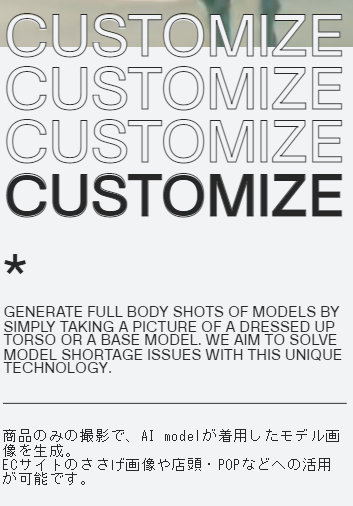 CUSTOMIZE
CUSTOMIZE
CUSTOMIZE
CUSTOMIZE
*
GENERATE FULL BODY SHOTS OF MODELS BY
SIMPLY TAKING A PICTURE OF A DRESSED UP
TORSO OR A BASE MODEL. WE AIM TO SOLVE
MODEL SHORTAGE ISSUES WITH THIS UNIQUE
TECHNOLOGY.
商品のみの撮影で、AI modelが着用したモデル画
像を生成。
ECサイトのささげ画像や店頭・POPなどへの活用
が可能です。